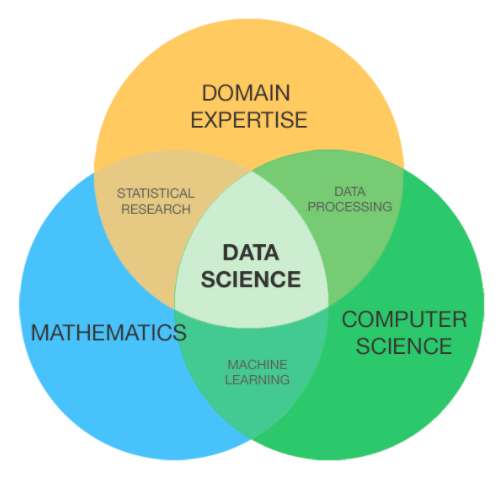 DOMAIN
EXPERTISE
STATISTICAL
RESEARCH
DATA
PROCESSING
DATA
SCIENCE
MATHEMATICS
COMPUTER
SCIENCE
MACHINE
LEARNING